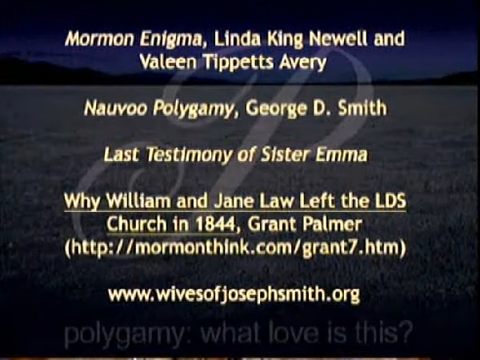 Mormon Enigma, Linda King Newell and
Valeen Tippetts Avery
Nauvoo Polygamy, George D. Smith
Last Testimony of Sister Emma
Why William and Jane Law Left the LDS
Church in 1844, Grant Palmer
(http://mormonthink.com/grant7.htm)
www.wivesofjosephsmith.org
polygamy: what love is this?